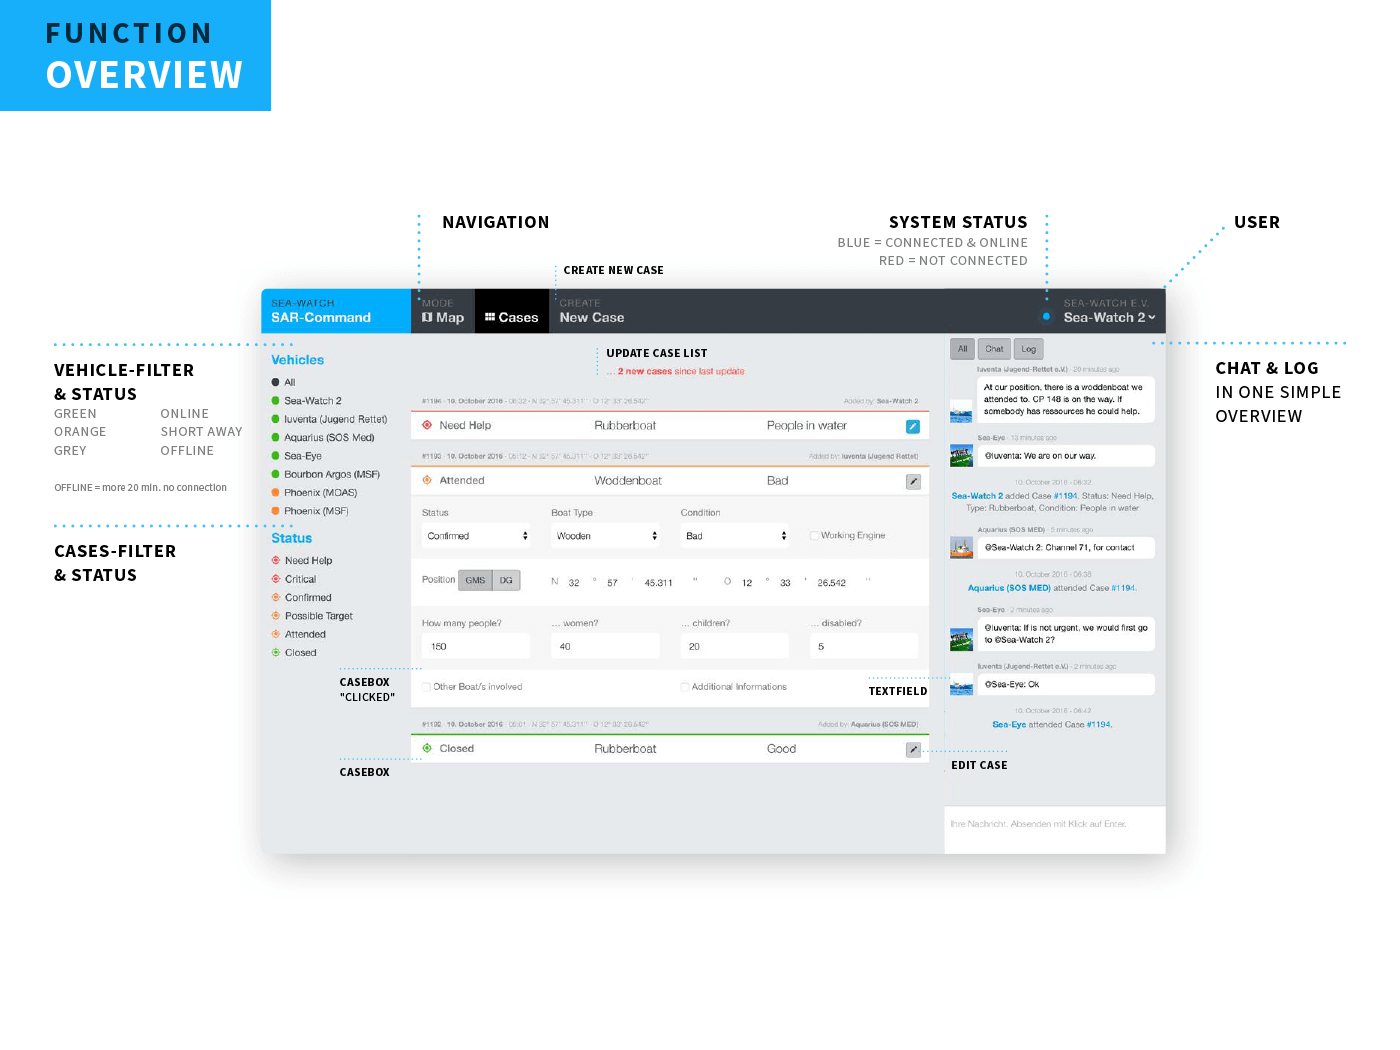 FUNCTION
OVERVIEW
NAVIGATION
SYSTEM STATUS
BLUE = CONNECTED & ONLINE
RED = NOT CONNECTED
USER
CREATE NEW CASE
SEA-WATCH
SAR-Command
MODE
Map
Cases
CREATE
New Case
SEA-WATCH E.V.
Sea-Watch 2
VEHICLE-FILTER
& STATUS
GREEN ONLINE
ORANGE SHORT AWAY
GREY OFFLINE
OFFLINE = more 20 min. no connection
CASES-FILTER
& STATUS
Vehicles
All
Sea-Watch 2
Iuventa (Jugend Rettet)
Aquarius (SOS Med)
Sea-Eye
Bourbon Argos (MSF)
Phoenix (MOAS)
Phoenix (MSF)
Status
Need Help
Critical
Confirmed
Possible Target
Attended
Closed
UPDATE CASE LIST
... 2 new cases since last update
#1194 - 10. October 2016 - 06:32 - N 32° 57' 45.311'' - O 12° 33' 26.542'' Added by: Sea-Watch 2
Need Help Rubberboat People in water
#1193 - 10. October 2016 - 05:12 - N 32° 57' 45.311'' - O 12° 33' 26.542'' Added by: Iuventa (Jugend Rettet)
Attended Woddenboat Bad
Status Boat Type Condition
Confirmed Wooden Bad Working Engine
Position GMS DG N 32 ° 57 ' 45.311 '' O 12 ° 33 ' 26.542 ''
How many people? ... women? ... children? ... disabled?
150 40 20 5
Other Boat/s involved Additional Informations
CASEBOX
"CLICKED"
TEXTFIELD
#1192 - 10. October 2016 - 05:01 - N 32° 57' 45.311'' - O 12° 33' 26.542'' Added by: Aquarius (SOS MED)
Closed Rubberboat Good
CASEBOX
EDIT CASE
All Chat Log
Iuventa (Jugend-Rettet e.V.) - 20 minutes ago
At our position, there is a woddenboat we
attended to. CP 148 is on the way. If
somebody has ressources he could help.
Sea-Eye - 13 minutes ago
@Iuventa: We are on our way.
10. October 2016 - 06:32
Sea-Watch 2 added Case #1194. Status: Need Help,
Type: Rubberboat, Condition: People in water
Aquarius (SOS MED) - 9 minutes ago
@Sea-Watch 2: Channel 71, for contact
10. October 2016 - 06:38
Aquarius (SOS MED) attended Case #1194.
Sea-Eye - 2 minutes ago
@Iuventa: If is not urgent, we would first go
to @Sea-Watch 2?
Iuventa (Jugend-Rettet e.V.) - 2 minutes ago
@Sea-Eye: Ok
10. October 2016 - 06:42
Sea-Eye attended Case #1194.
Ihre Nachricht. Absenden mit Klick auf Enter.
CHAT & LOG
IN ONE SIMPLE
OVERVIEW